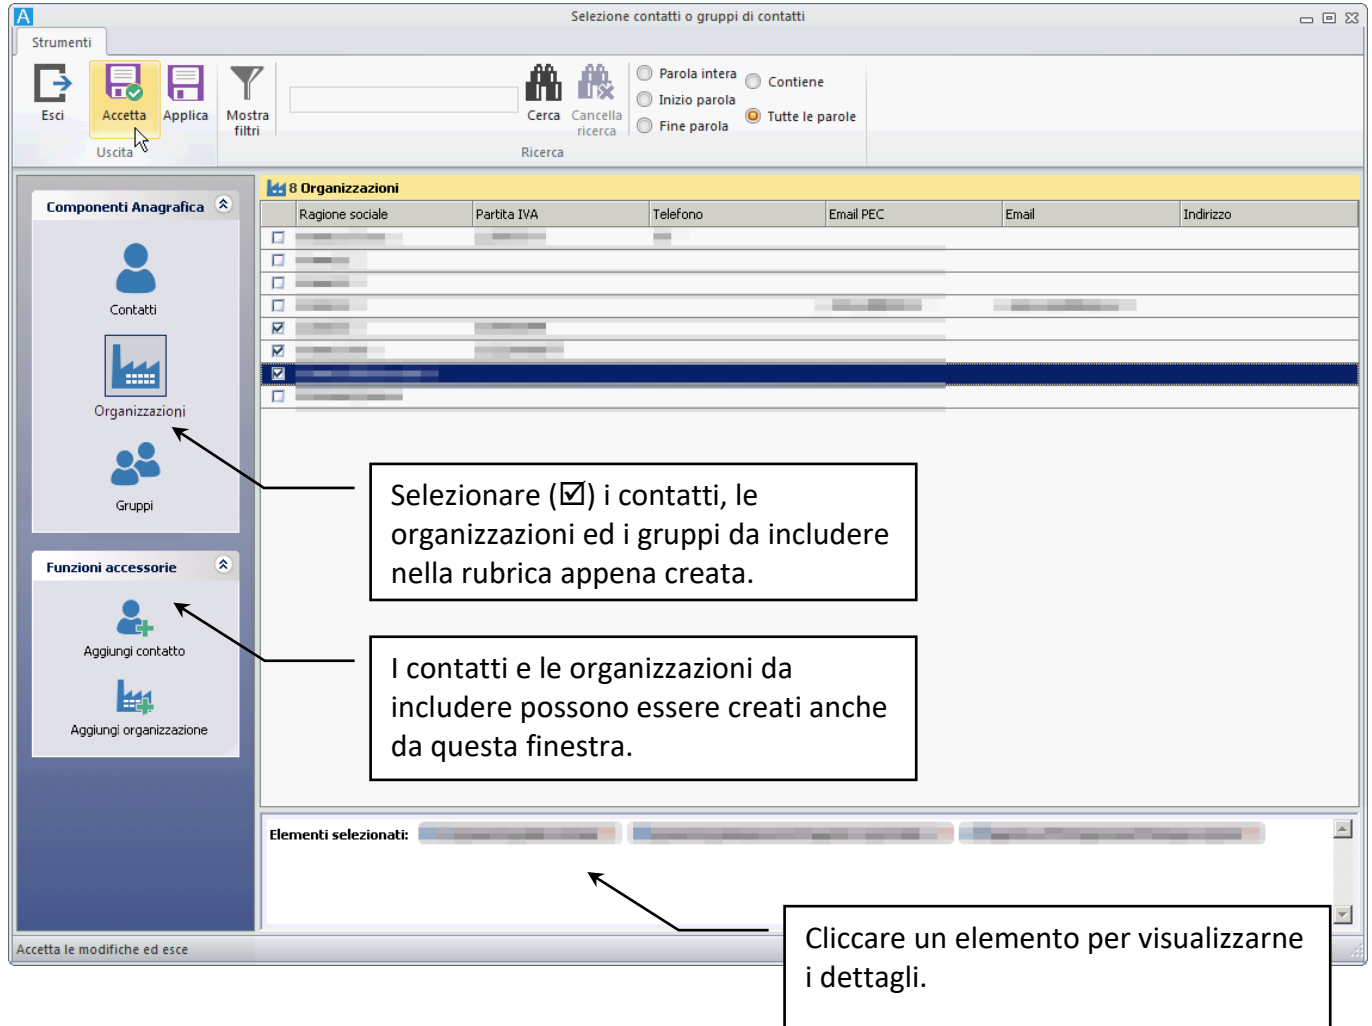 Selezione contatti o gruppi di contatti
Strumenti
Esci
Accetta
Applica
Mostra filtri
Cerca
Cancella ricerca
Parola intera
Inizio parola
Fine parola
Contiene
Tutte le parole
Uscita
Ricerca
Componenti Anagrafica
Contatti
Organizzazioni
Gruppi
Funzioni accessorie
Aggiungi contatto
Aggiungi organizzazione
8 Organizzazioni
Ragione sociale Partita IVA Telefono Email PEC Email Indirizzo
Selezionare (☑) i contatti, le
organizzazioni ed i gruppi da includere
nella rubrica appena creata.
I contatti e le organizzazioni da
includere possono essere creati anche
da questa finestra.
Elementi selezionati:
Cliccare un elemento per visualizzarne
i dettagli.
Accetta le modifiche ed esce